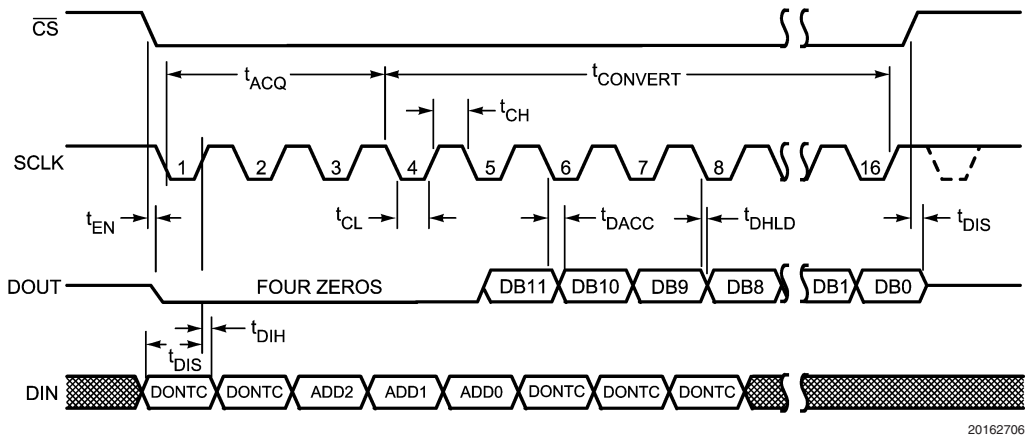 CS
tACQ
tCONVERT
tCH
SCLK
1 2 3 4 5 6 7 8 16
tEN
tCL
tDACC
tDHLD
tDIS
DOUT
FOUR ZEROS
DB11 DB10 DB9 DB8 DB1 DB0
tDIH
tDIS
DIN
DONTC DONTC ADD2 ADD1 ADD0 DONTC DONTC DONTC
20162706